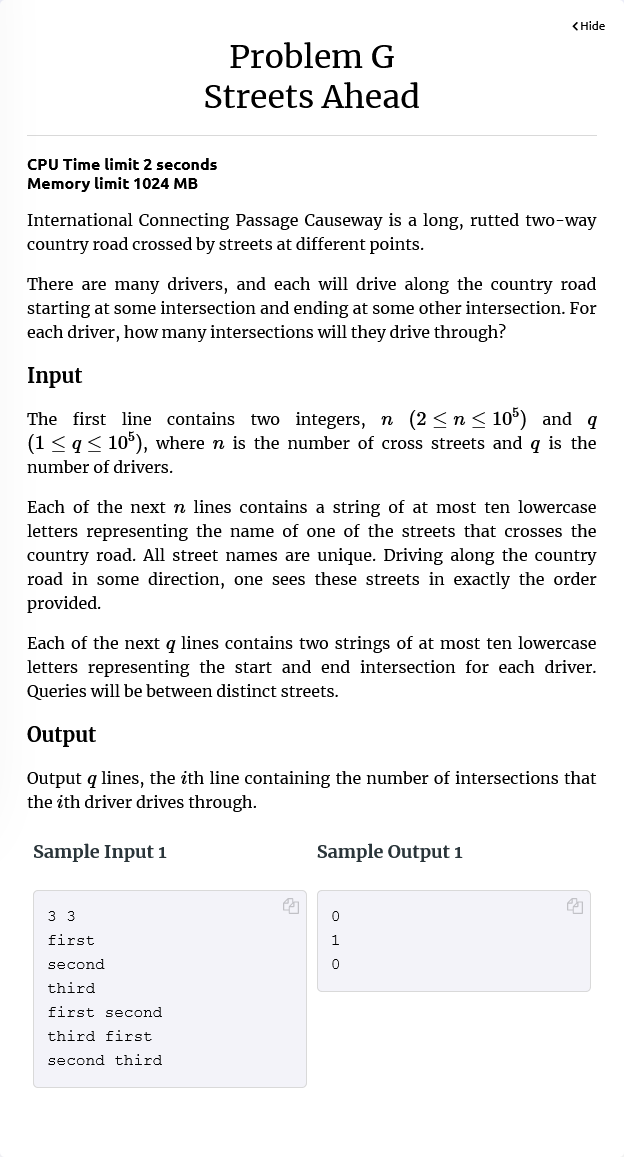 Hide
Problem G
Streets Ahead
CPU Time limit 2 seconds
Memory limit 1024 MB
International Connecting Passage Causeway is a long, rutted two-way
country road crossed by streets at different points.
There are many drivers, and each will drive along the country road
starting at some intersection and ending at some other intersection. For
each driver, how many intersections will they drive through?
Input
The first line contains two integers, n (2 ≤ n ≤ 10⁵) and q
(1 ≤ q ≤ 10⁵), where n is the number of cross streets and q is the
number of drivers.
Each of the next n lines contains a string of at most ten lowercase
letters representing the name of one of the streets that crosses the
country road. All street names are unique. Driving along the country
road in some direction, one sees these streets in exactly the order
provided.
Each of the next q lines contains two strings of at most ten lowercase
letters representing the start and end intersection for each driver.
Queries will be between distinct streets.
Output
Output q lines, the ith line containing the number of intersections that
the ith driver drives through.
Sample Input 1
3 3
first
second
third
first second
third first
second third
Sample Output 1
0
1
0